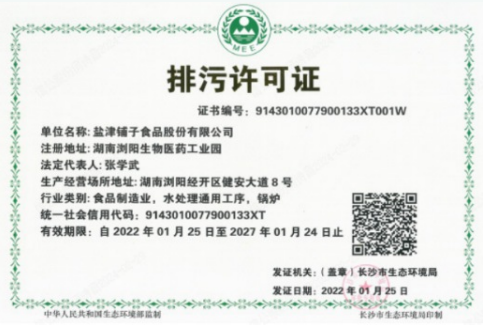 MEE
排污许可证
证书编号：9143010077900133XT001W
单位名称：盐津铺子食品股份有限公司
注册地址：湖南浏阳生物医药工业园
法定代表人：张学武
生产经营场所地址：湖南浏阳经开区健安大道8号
行业类别：食品制造业，水处理通用工序，锅炉
统一社会信用代码：9143010077900133XT
有效期限：自2022年01月25日至2027年01月24日止
发证机关：（盖章）长沙市生态环境局
发证日期：2022年01月25日
中华人民共和国生态环境部监制
长沙市生态环境局印制